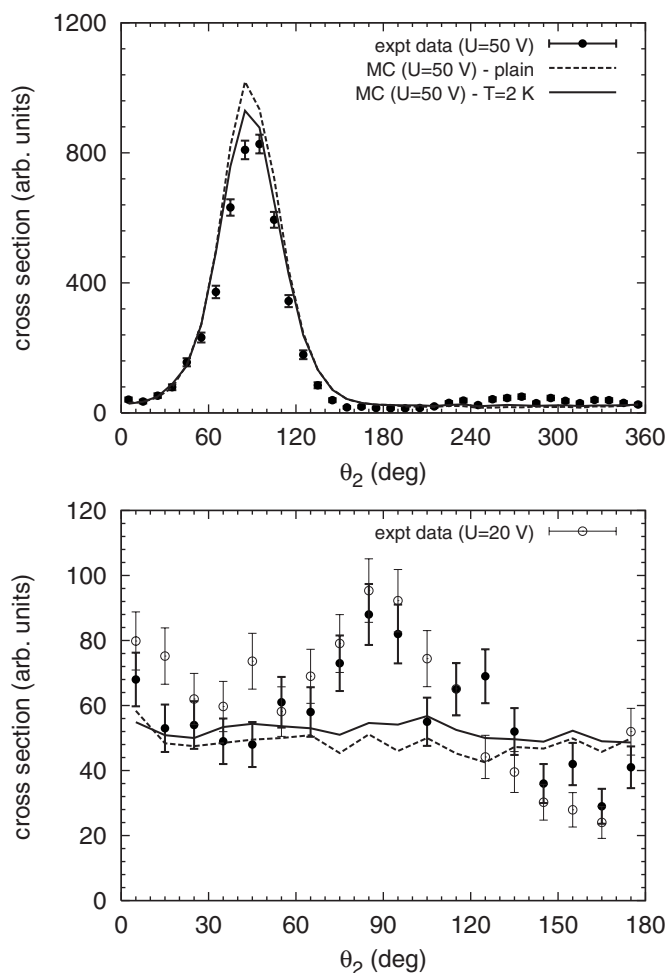 1200
expt data (U=50 V)
MC (U=50 V) - plain
MC (U=50 V) - T=2 K
800
400
0
cross section (arb. units)
0 60 120 180 240 300 360
θ2 (deg)
120
expt data (U=20 V)
100
80
60
40
20
0
cross section (arb. units)
0 30 60 90 120 150 180
θ2 (deg)